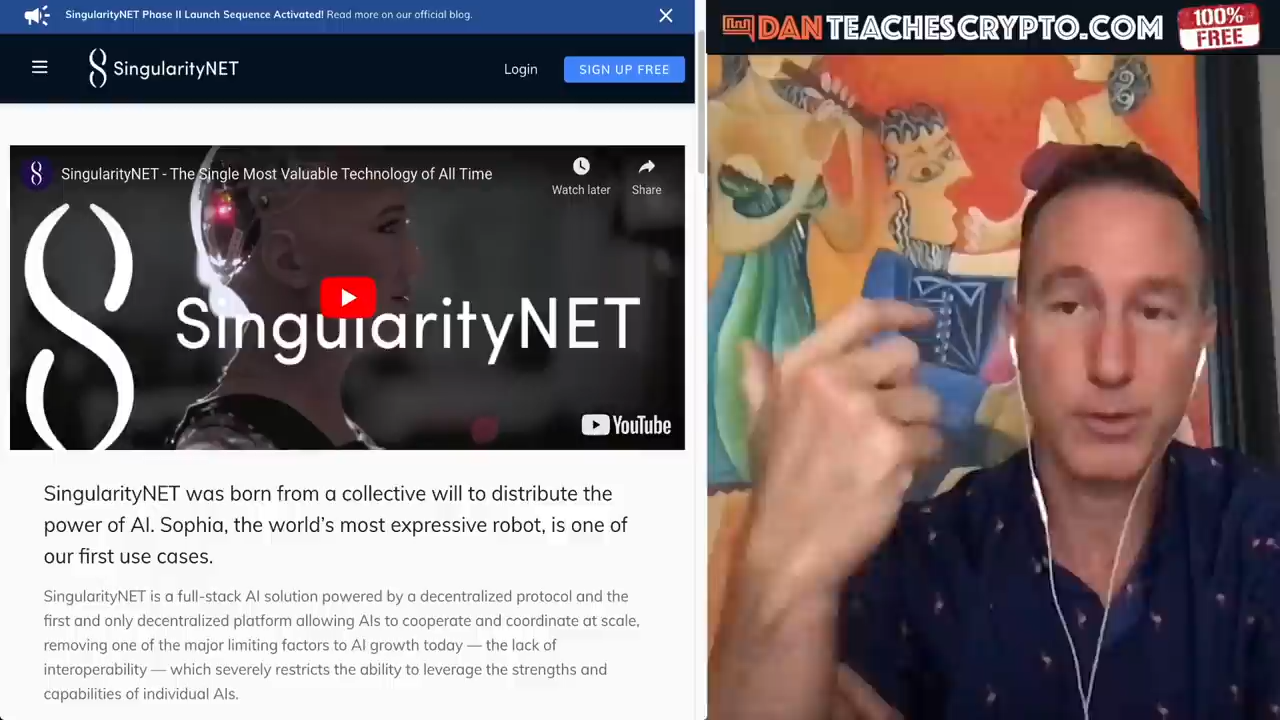 SingularityNET Phase II Launch Sequence Activated! Read more on our official blog.
SingularityNET
Login
SIGN UP FREE
SingularityNET - The Single Most Valuable Technology of All Time
Watch later
Share
SingularityNET
YouTube
SingularityNET was born from a collective will to distribute the
power of AI. Sophia, the world’s most expressive robot, is one of
our first use cases.
SingularityNET is a full-stack AI solution powered by a decentralized protocol and the
first and only decentralized platform allowing AIs to cooperate and coordinate at scale,
removing one of the major limiting factors to AI growth today — the lack of
interoperability — which severely restricts the ability to leverage the strengths and
capabilities of individual AIs.
DANTEACHESCRYPTO.COM
100%
FREE